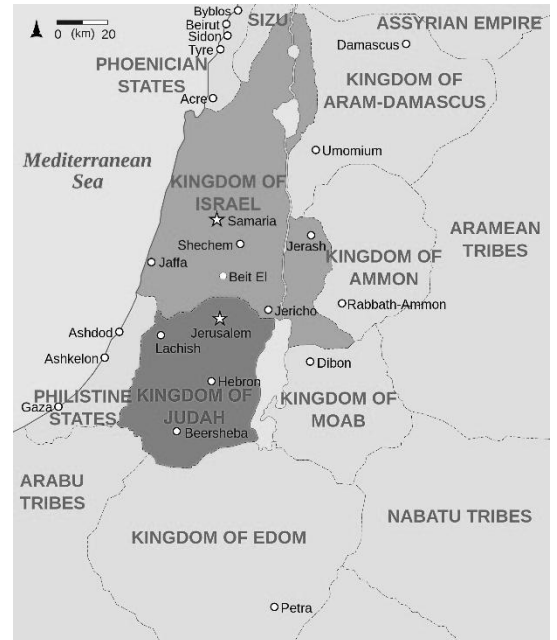 Byblos
Beirut
Sidon
Tyre
SIZU
ASSYRIAN EMPIRE
0 (km) 20
Damascus
PHOENICIAN
STATES
KINGDOM OF
ARAM-DAMASCUS
Acre
Umomium
Mediterranean
Sea
KINGDOM OF
ISRAEL
Samaria
Shechem
Jerash
ARAMEAN
TRIBES
Jaffa
KINGDOM OF
AMMON
Beit El
Jericho
Rabbath-Ammon
Ashdod
Jerusalem
Lachish
Ashkelon
Dibon
PHILISTINE
STATES
Gaza
KINGDOM OF
JUDAH
Hebron
KINGDOM OF
MOAB
Beersheba
ARABU
TRIBES
NABATU TRIBES
KINGDOM OF EDOM
Petra